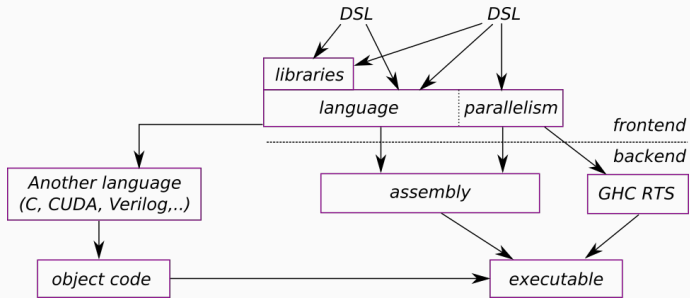 DSL
DSL
libraries
language
parallelism
frontend
backend
Another language
(C, CUDA, Verilog,..)
assembly
GHC RTS
object code
executable